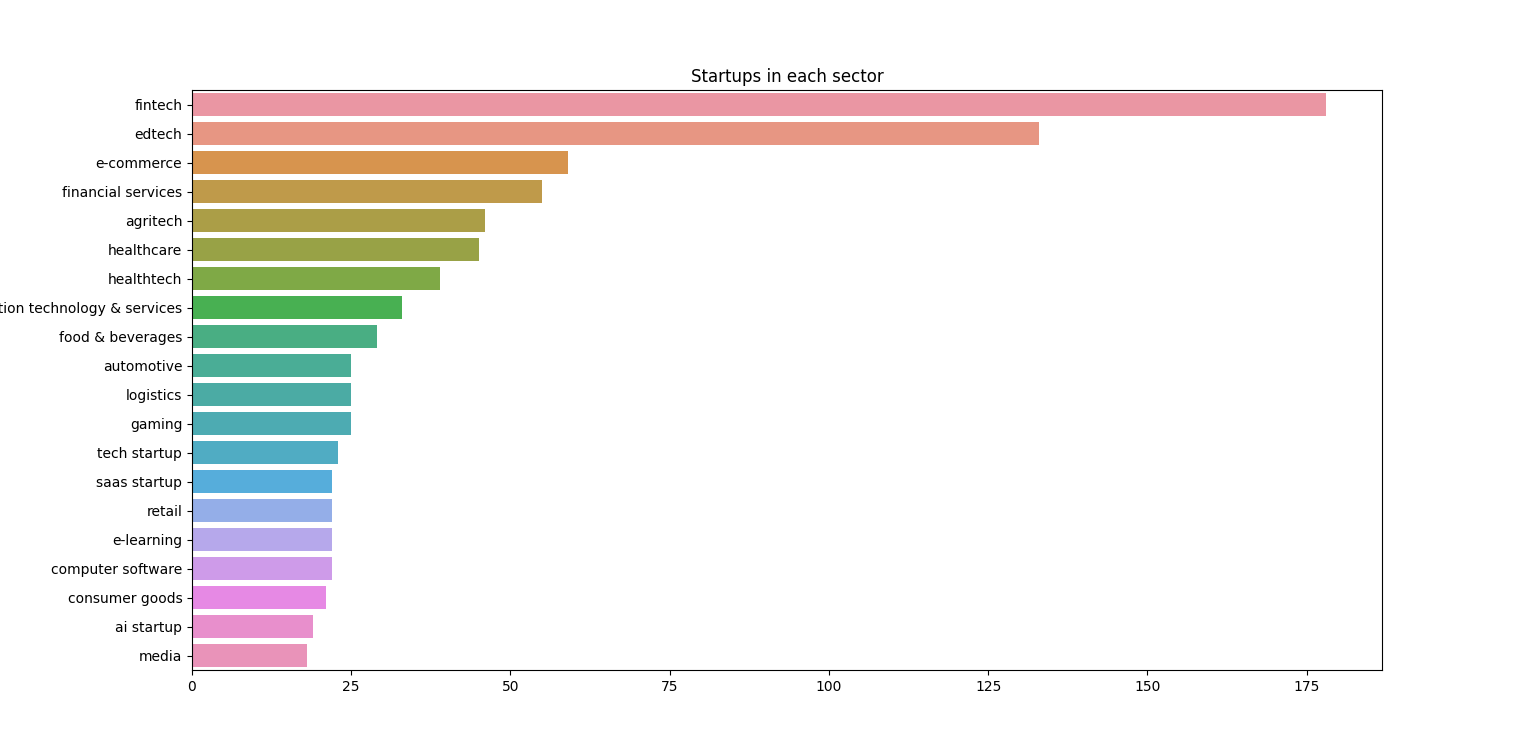 Startups in each sector
fintech
edtech
e-commerce
financial services
agritech
healthcare
healthtech
tion technology & services
food & beverages
automotive
logistics
gaming
tech startup
saas startup
retail
e-learning
computer software
consumer goods
ai startup
media
0 25 50 75 100 125 150 175